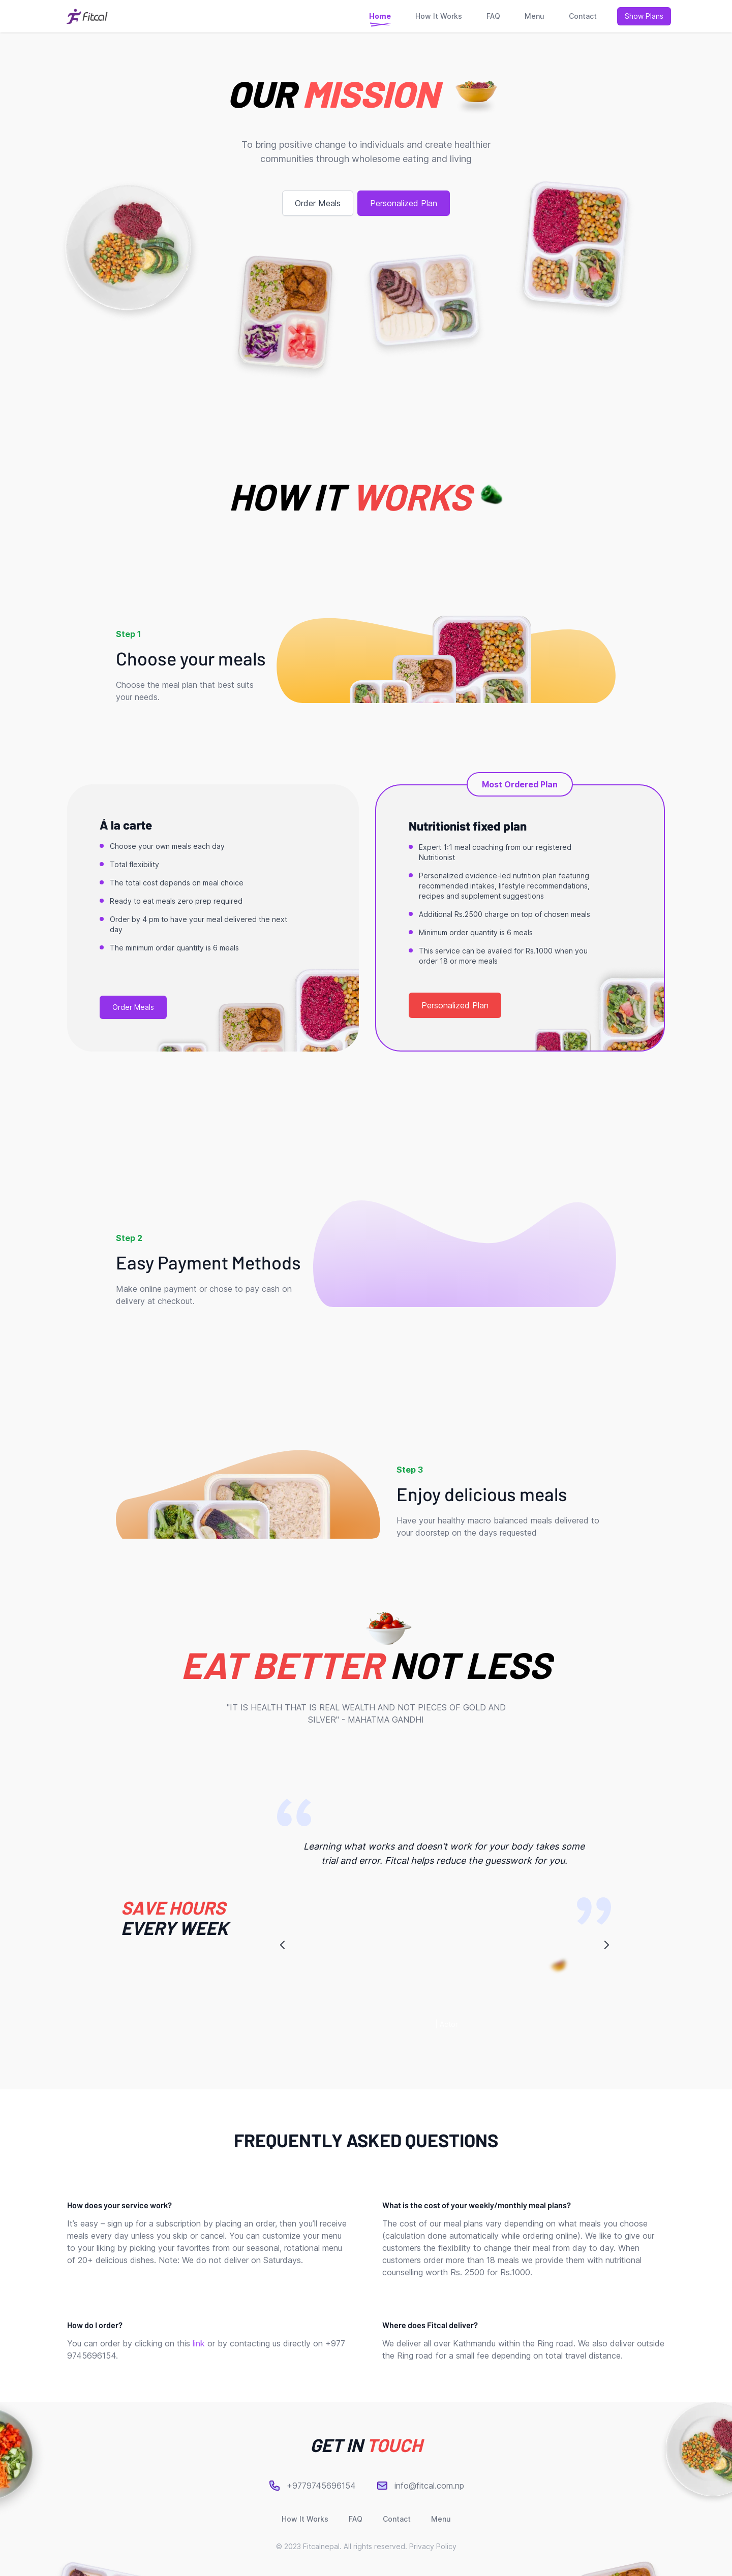 Fitcal
Home
How It Works
FAQ
Menu
Contact
Show Plans
OUR MISSION
To bring positive change to individuals and create healthier
communities through wholesome eating and living
Order Meals
Personalized Plan
HOW IT WORKS
Step 1
Choose your meals
Choose the meal plan that best suits
your needs.
Á la carte
Choose your own meals each day
Total flexibility
The total cost depends on meal choice
Ready to eat meals zero prep required
Order by 4 pm to have your meal delivered the next
day
The minimum order quantity is 6 meals
Order Meals
Most Ordered Plan
Nutritionist fixed plan
Expert 1:1 meal coaching from our registered
Nutritionist
Personalized evidence-led nutrition plan featuring
recommended intakes, lifestyle recommendations,
recipes and supplement suggestions
Additional Rs.2500 charge on top of chosen meals
Minimum order quantity is 6 meals
This service can be availed for Rs.1000 when you
order 18 or more meals
Personalized Plan
Step 2
Easy Payment Methods
Make online payment or chose to pay cash on
delivery at checkout.
Step 3
Enjoy delicious meals
Have your healthy macro balanced meals delivered to
your doorstep on the days requested
EAT BETTER NOT LESS
"IT IS HEALTH THAT IS REAL WEALTH AND NOT PIECES OF GOLD AND
SILVER" - MAHATMA GANDHI
“
Learning what works and doesn't work for your body takes some
trial and error. Fitcal helps reduce the guesswork for you.
”
SAVE HOURS
EVERY WEEK
FREQUENTLY ASKED QUESTIONS
How does your service work?
It's easy – sign up for a subscription by placing an order, then you'll receive
meals every day unless you skip or cancel. You can customize your menu
to your liking by picking your favorites from our seasonal, rotational menu
of 20+ delicious dishes. Note: We do not deliver on Saturdays.
What is the cost of your weekly/monthly meal plans?
The cost of our meal plans vary depending on what meals you choose
(calculation done automatically while ordering online). We like to give our
customers the flexibility to change their meal from day to day. When
customers order more than 18 meals we provide them with nutritional
counselling worth Rs. 2500 for Rs.1000.
How do I order?
You can order by clicking on this link or by contacting us directly on +977
9745696154.
Where does Fitcal deliver?
We deliver all over Kathmandu within the Ring road. We also deliver outside
the Ring road for a small fee depending on total travel distance.
GET IN TOUCH
+9779745696154
info@fitcal.com.np
How It Works
FAQ
Contact
Menu
© 2023 Fitcalnepal. All rights reserved. Privacy Policy